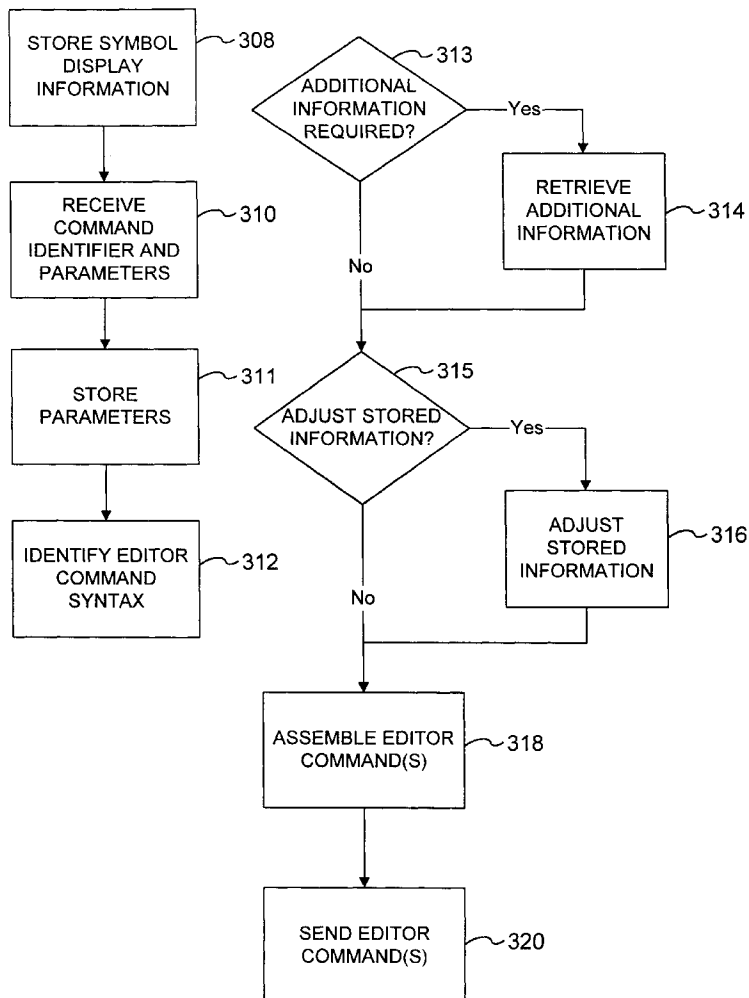 STORE SYMBOL
DISPLAY
INFORMATION
308
RECEIVE
COMMAND
IDENTIFIER AND
PARAMETERS
310
STORE
PARAMETERS
311
IDENTIFY EDITOR
COMMAND
SYNTAX
312
ADDITIONAL
INFORMATION
REQUIRED?
313
Yes
RETRIEVE
ADDITIONAL
INFORMATION
314
No
ADJUST STORED
INFORMATION?
315
Yes
ADJUST
STORED
INFORMATION
316
No
ASSEMBLE EDITOR
COMMAND(S)
318
SEND EDITOR
COMMAND(S)
320